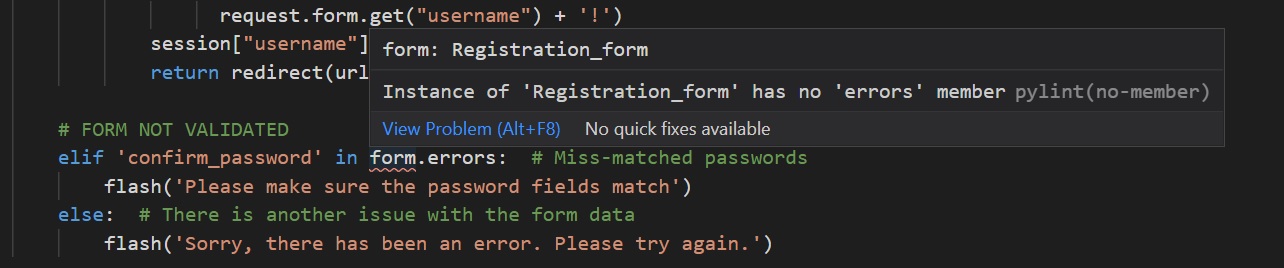 request.form.get("username") + '!')
session["username"]
return redirect(url
form: Registration_form
Instance of 'Registration_form' has no 'errors' member pylint(no-member)
View Problem (Alt+F8) No quick fixes available
# FORM NOT VALIDATED
elif 'confirm_password' in form.errors:  # Miss-matched passwords
flash('Please make sure the password fields match')
else:  # There is another issue with the form data
flash('Sorry, there has been an error. Please try again.')